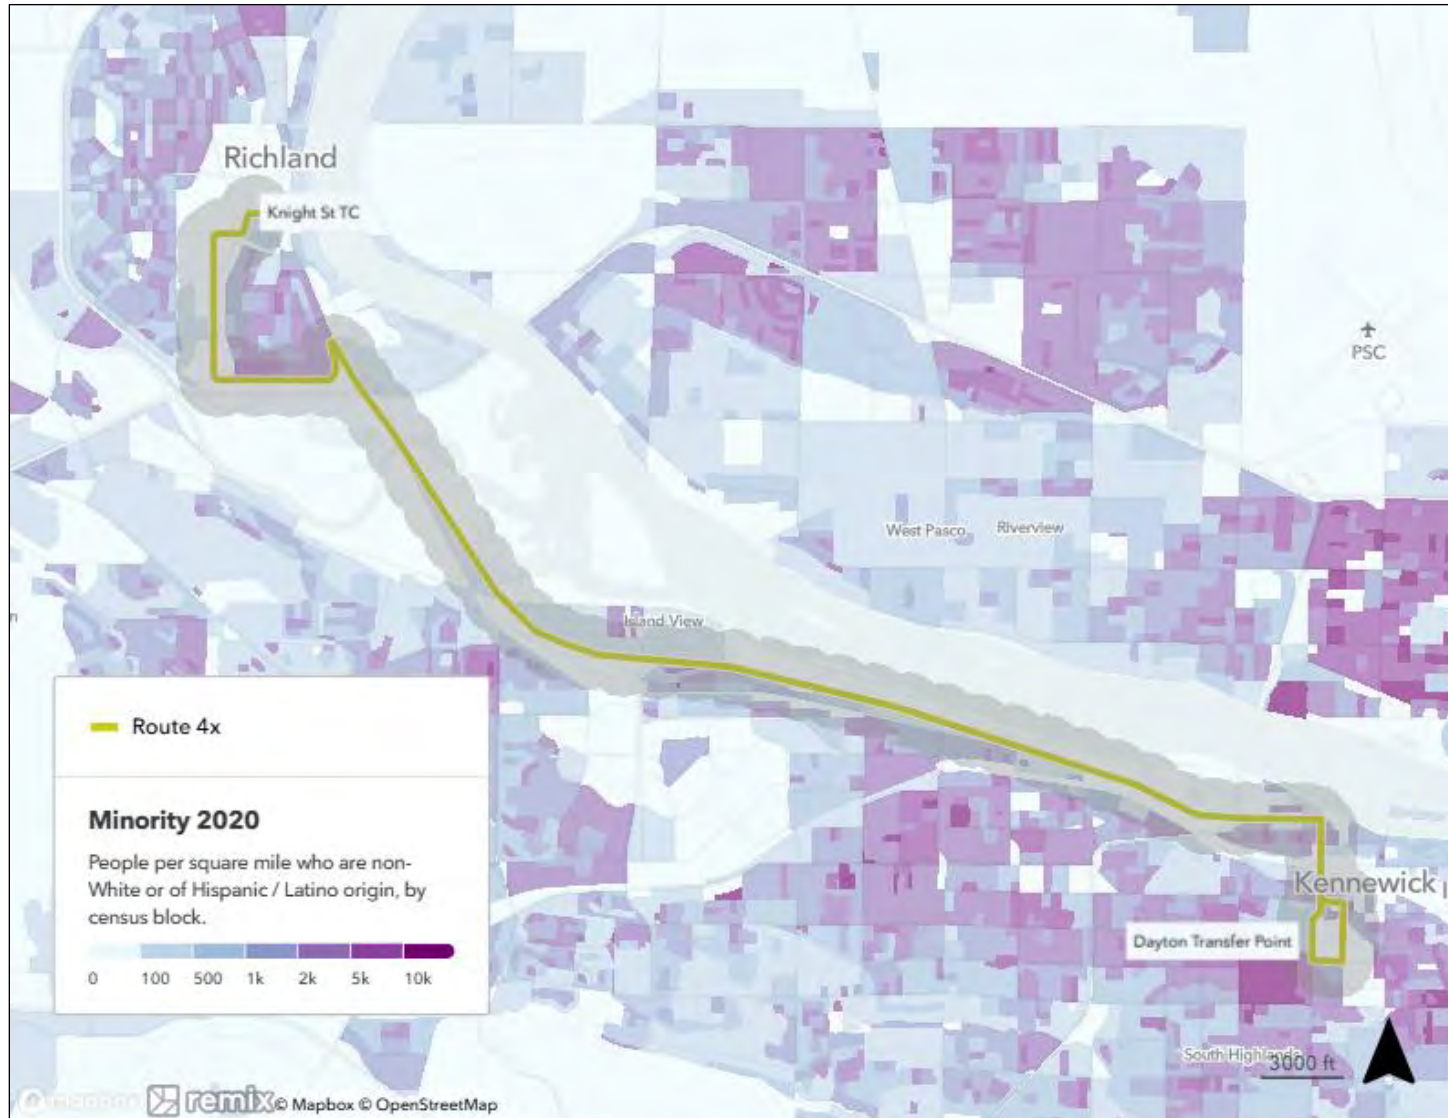 Richland
Knight St TC
PSC
West Pasco
Riverview
Island View
Route 4x
Minority 2020
People per square mile who are non-
White or of Hispanic / Latino origin, by
census block.
0 100 500 1k 2k 5k 10k
Kennewick
Dayton Transfer Point
South Highlands
3000 ft
remix © Mapbox © OpenStreetMap